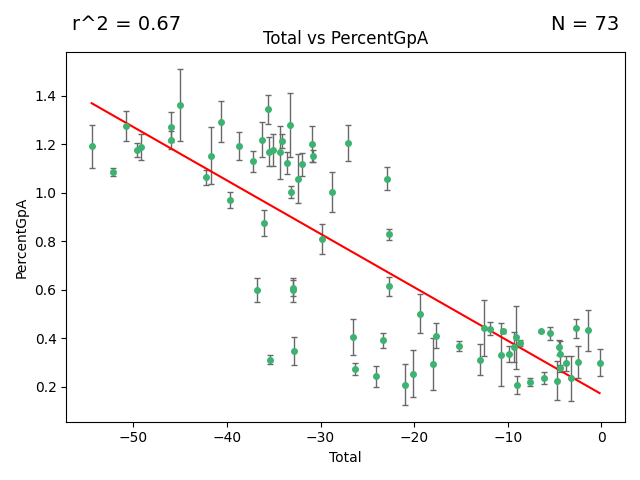 r^2 = 0.67
N = 73
Total vs PercentGpA
PercentGpA
1.4
1.2
1.0
0.8
0.6
0.4
0.2
−50
−40
−30
−20
−10
0
Total